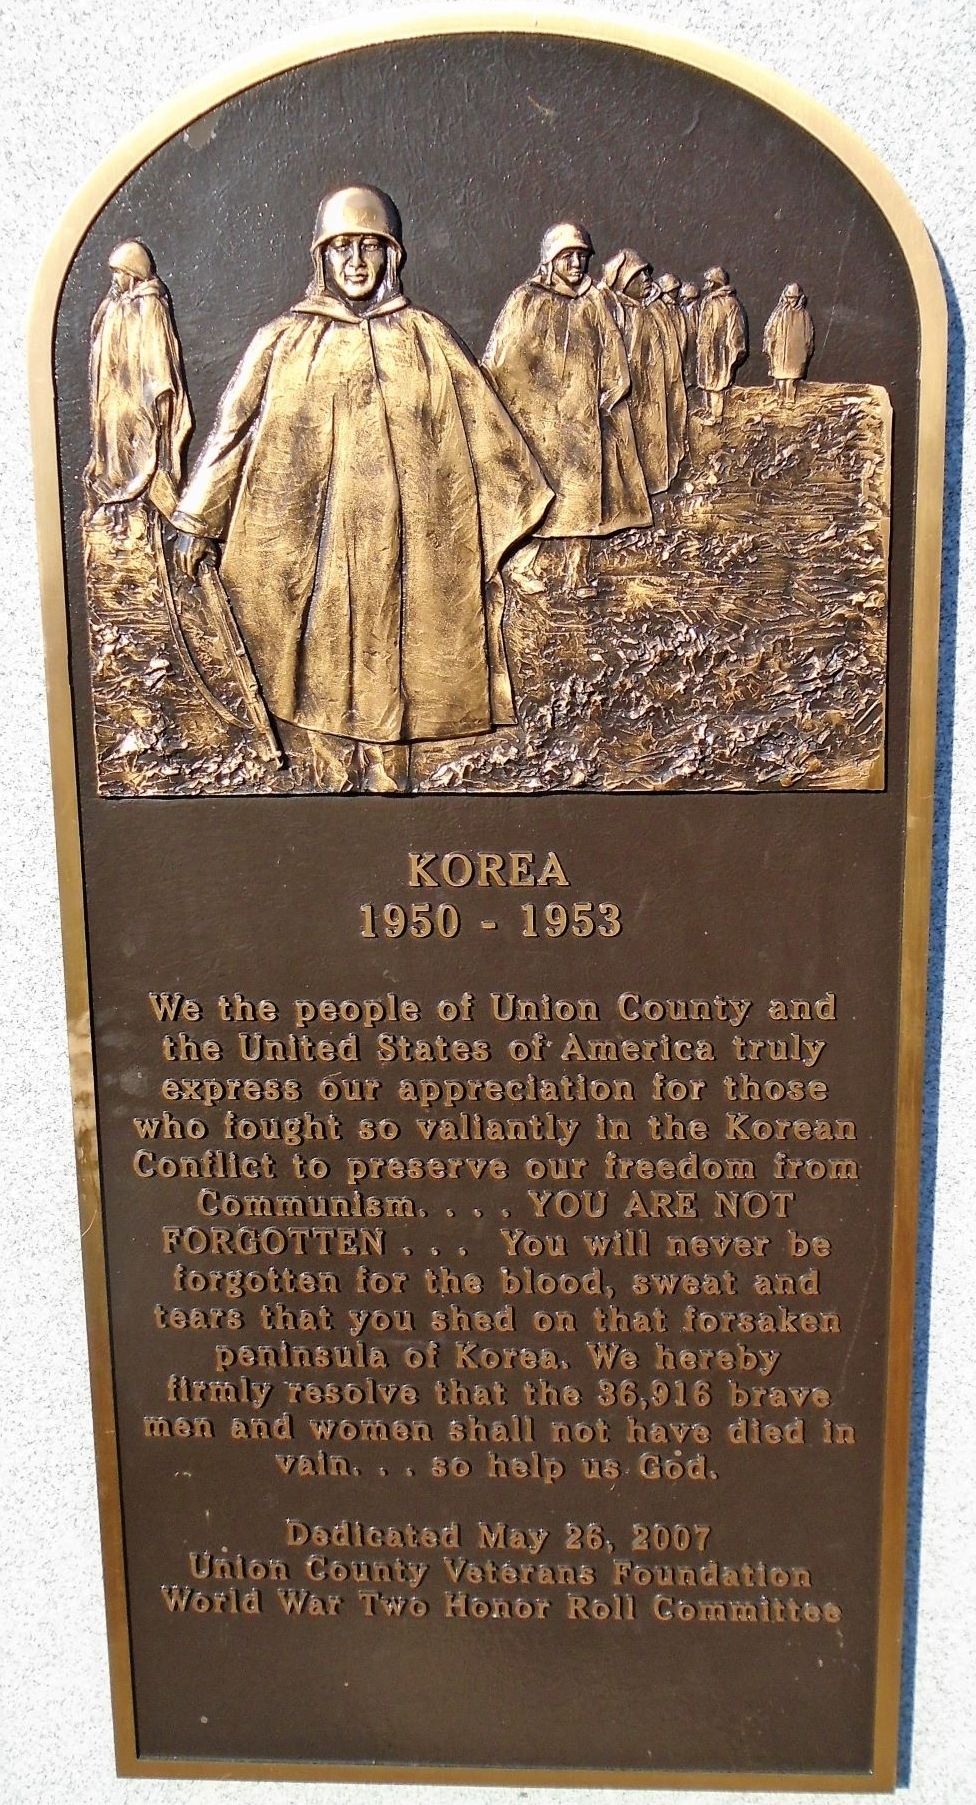 KOREA
1950 - 1953
We the people of Union County and
the United States of America truly
express our appreciation for those
who fought so valiantly in the Korean
Conflict to preserve our freedom from
Communism. . . . YOU ARE NOT
FORGOTTEN . . . You will never be
forgotten for the blood, sweat and
tears that you shed on that forsaken
peninsula of Korea. We hereby
firmly resolve that the 36,916 brave
men and women shall not have died in
vain. . . so help us God.
Dedicated May 26, 2007
Union County Veterans Foundation
World War Two Honor Roll Committee